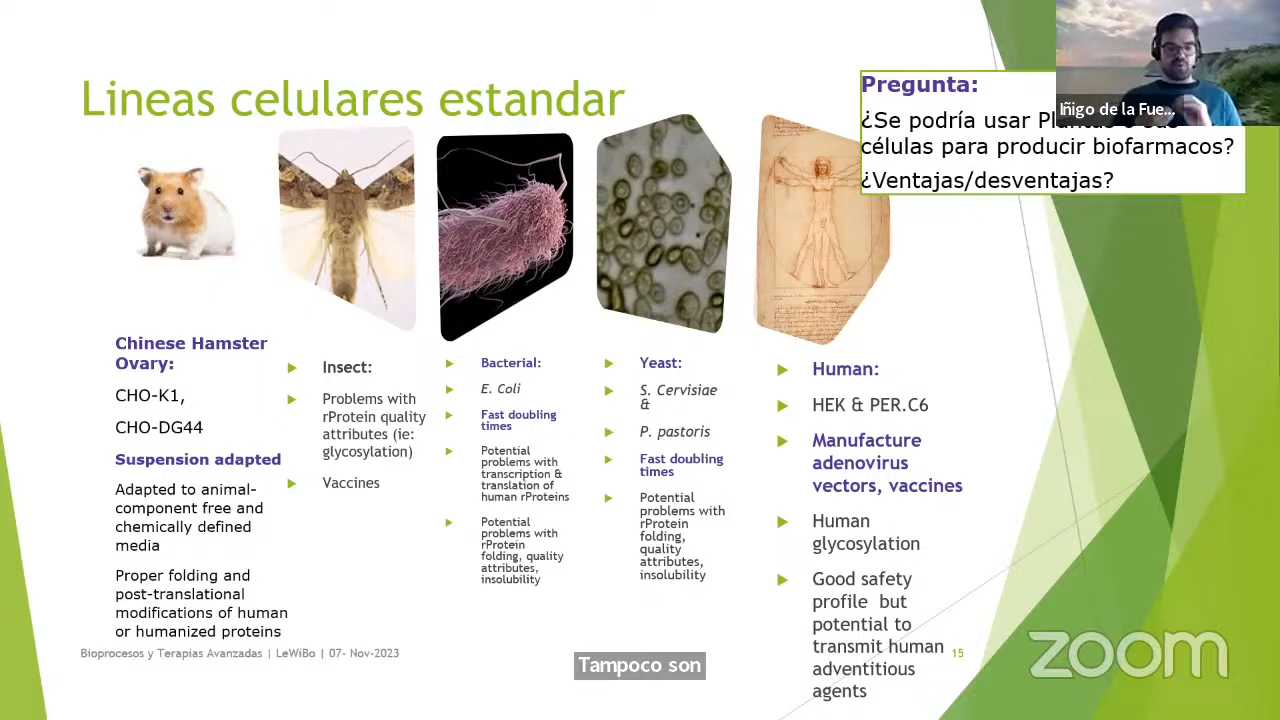 Lineas celulares estandar
Pregunta:
¿Se podría usar
células para producir biofarmacos?
¿Ventajas/desventajas?
Iñigo de la Fue...
Chinese Hamster
Ovary:
CHO-K1,
CHO-DG44
Suspension adapted
Adapted to animal-
component free and
chemically defined
media
Proper folding and
post-translational
modifications of human
or humanized proteins
Insect:
Problems with
rProtein quality
attributes (ie:
glycosylation)
Vaccines
Bacterial:
E. Coli
Fast doubling
times
Potential
problems with
transcription &
translation of
human rProteins
Potential
problems with
rProtein
folding, quality
attributes,
insolubility
Yeast:
S. Cervisiae
&
P. pastoris
Fast doubling
times
Potential
problems with
rProtein
folding,
quality
attributes,
insolubility
Human:
HEK & PER.C6
Manufacture
adenovirus
vectors, vaccines
Human
glycosylation
Good safety
profile but
potential to
transmit human
adventitious
agents
Bioprocesos y Terapias Avanzadas | LeWiBo | 07- Nov-2023
15
Tampoco son
zoom